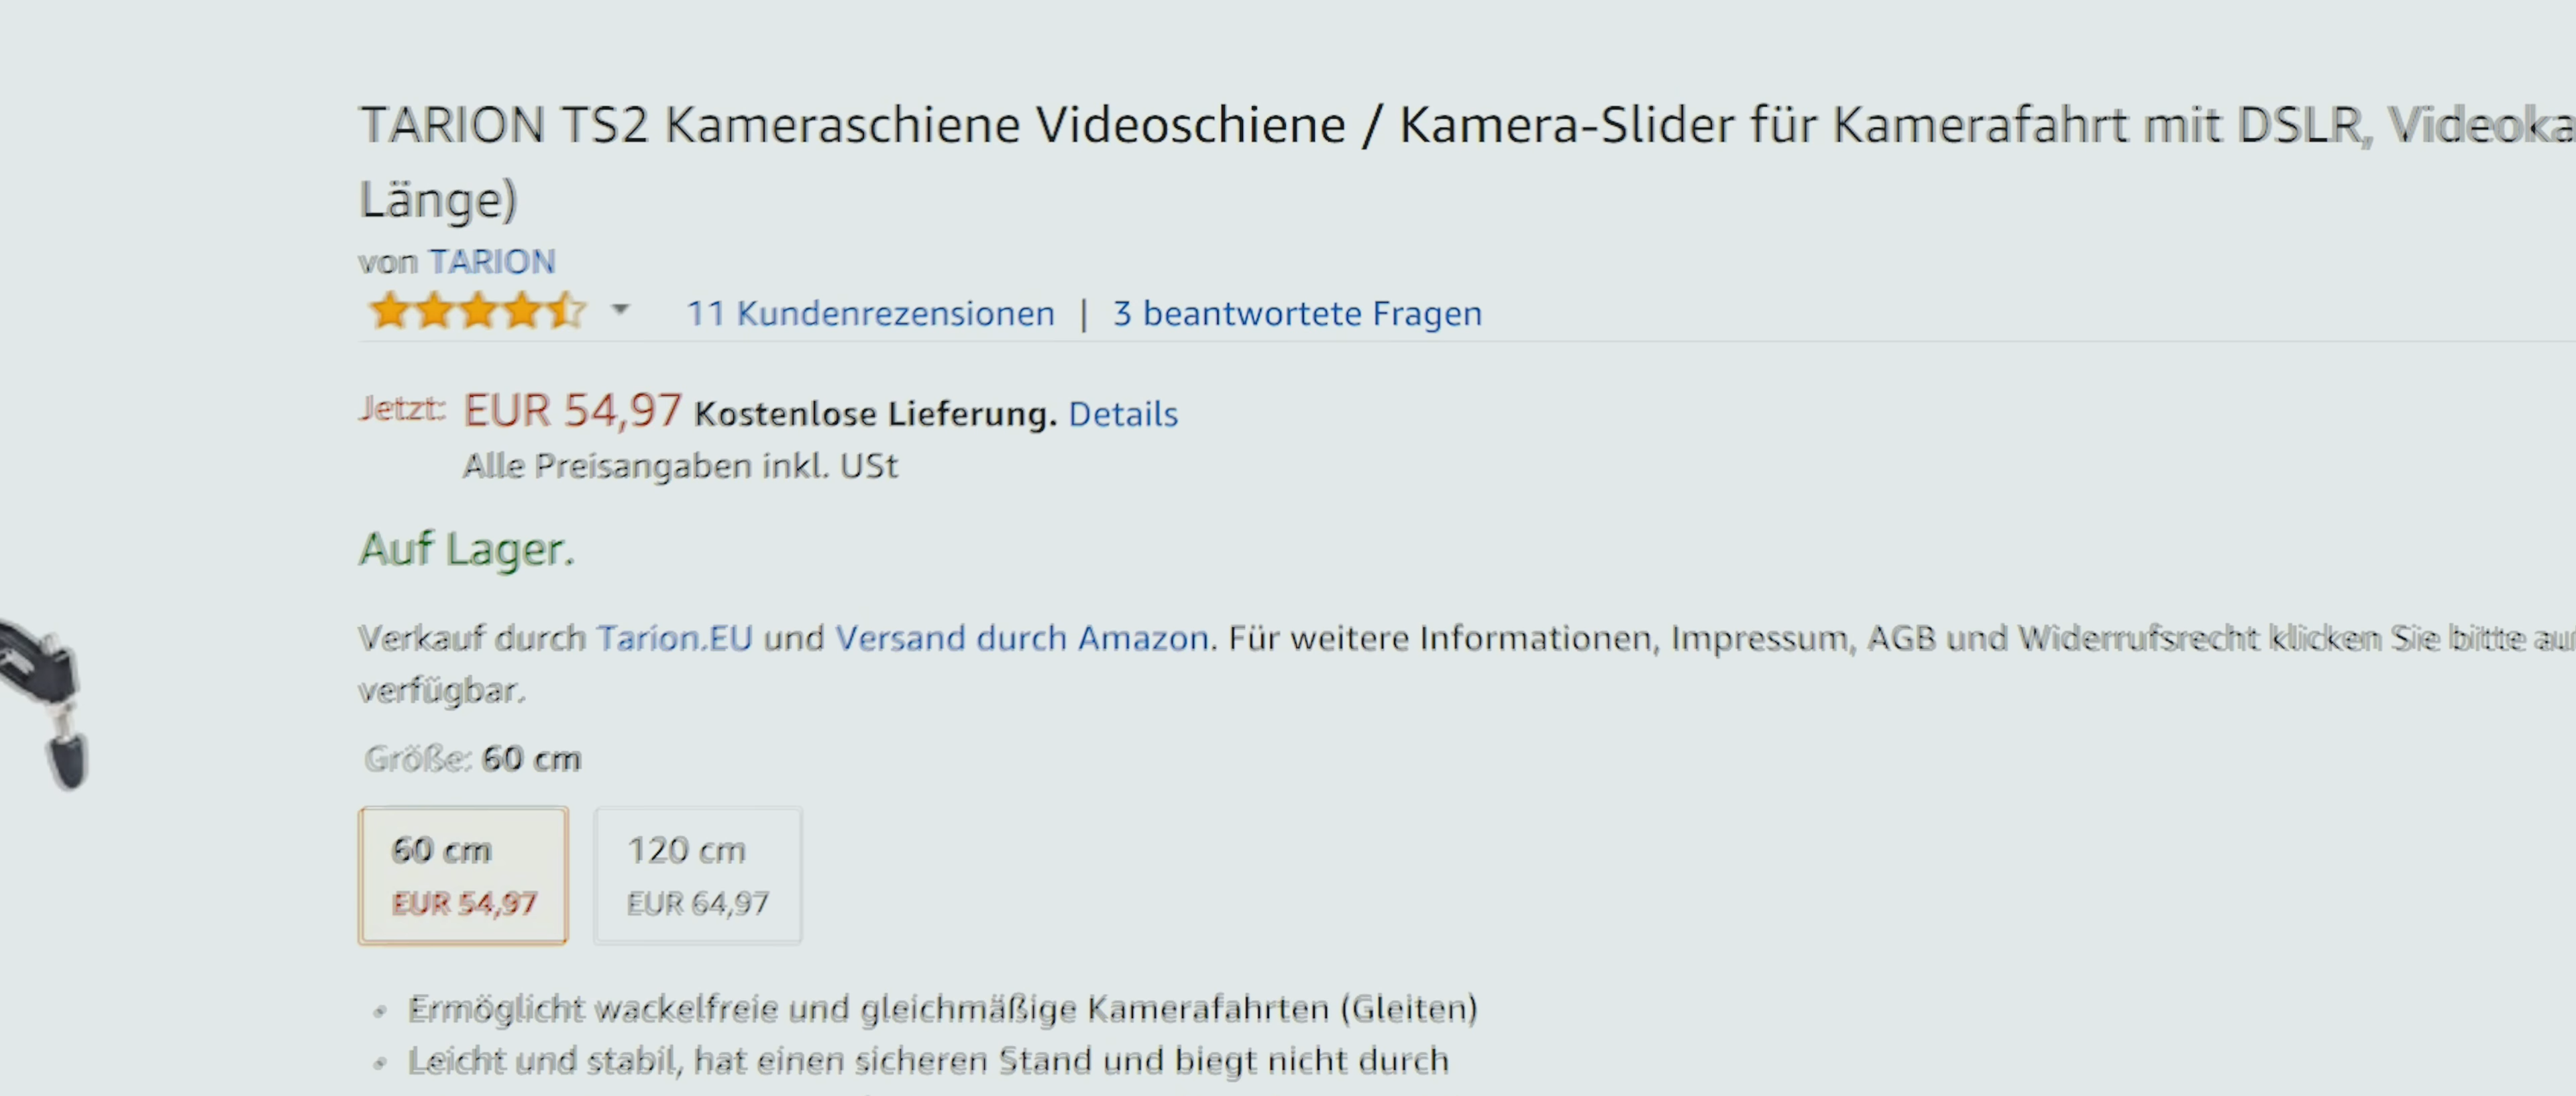 TARION TS2 Kameraschiene Videoschiene / Kamera-Slider für Kamerafahrt mit DSLR,
Länge)
von TARION
11 Kundenrezensionen | 3 beantwortete Fragen
Jetzt: EUR 54,97 Kostenlose Lieferung. Details
Alle Preisangaben inkl. USt
Auf Lager.
Verkauf durch Tarion.EU und Versand durch Amazon. Für weitere Informationen, Impressum, AGB und Widerrufsrecht klicken Sie bitte
verfügbar.
Größe: 60 cm
60 cm
120 cm
EUR 54,97
EUR 64,97
• Ermöglicht wackelfreie und gleichmäßige Kamerafahrten (Gleiten)
• Leicht und stabil, hat einen sicheren Stand und biegt nicht durch